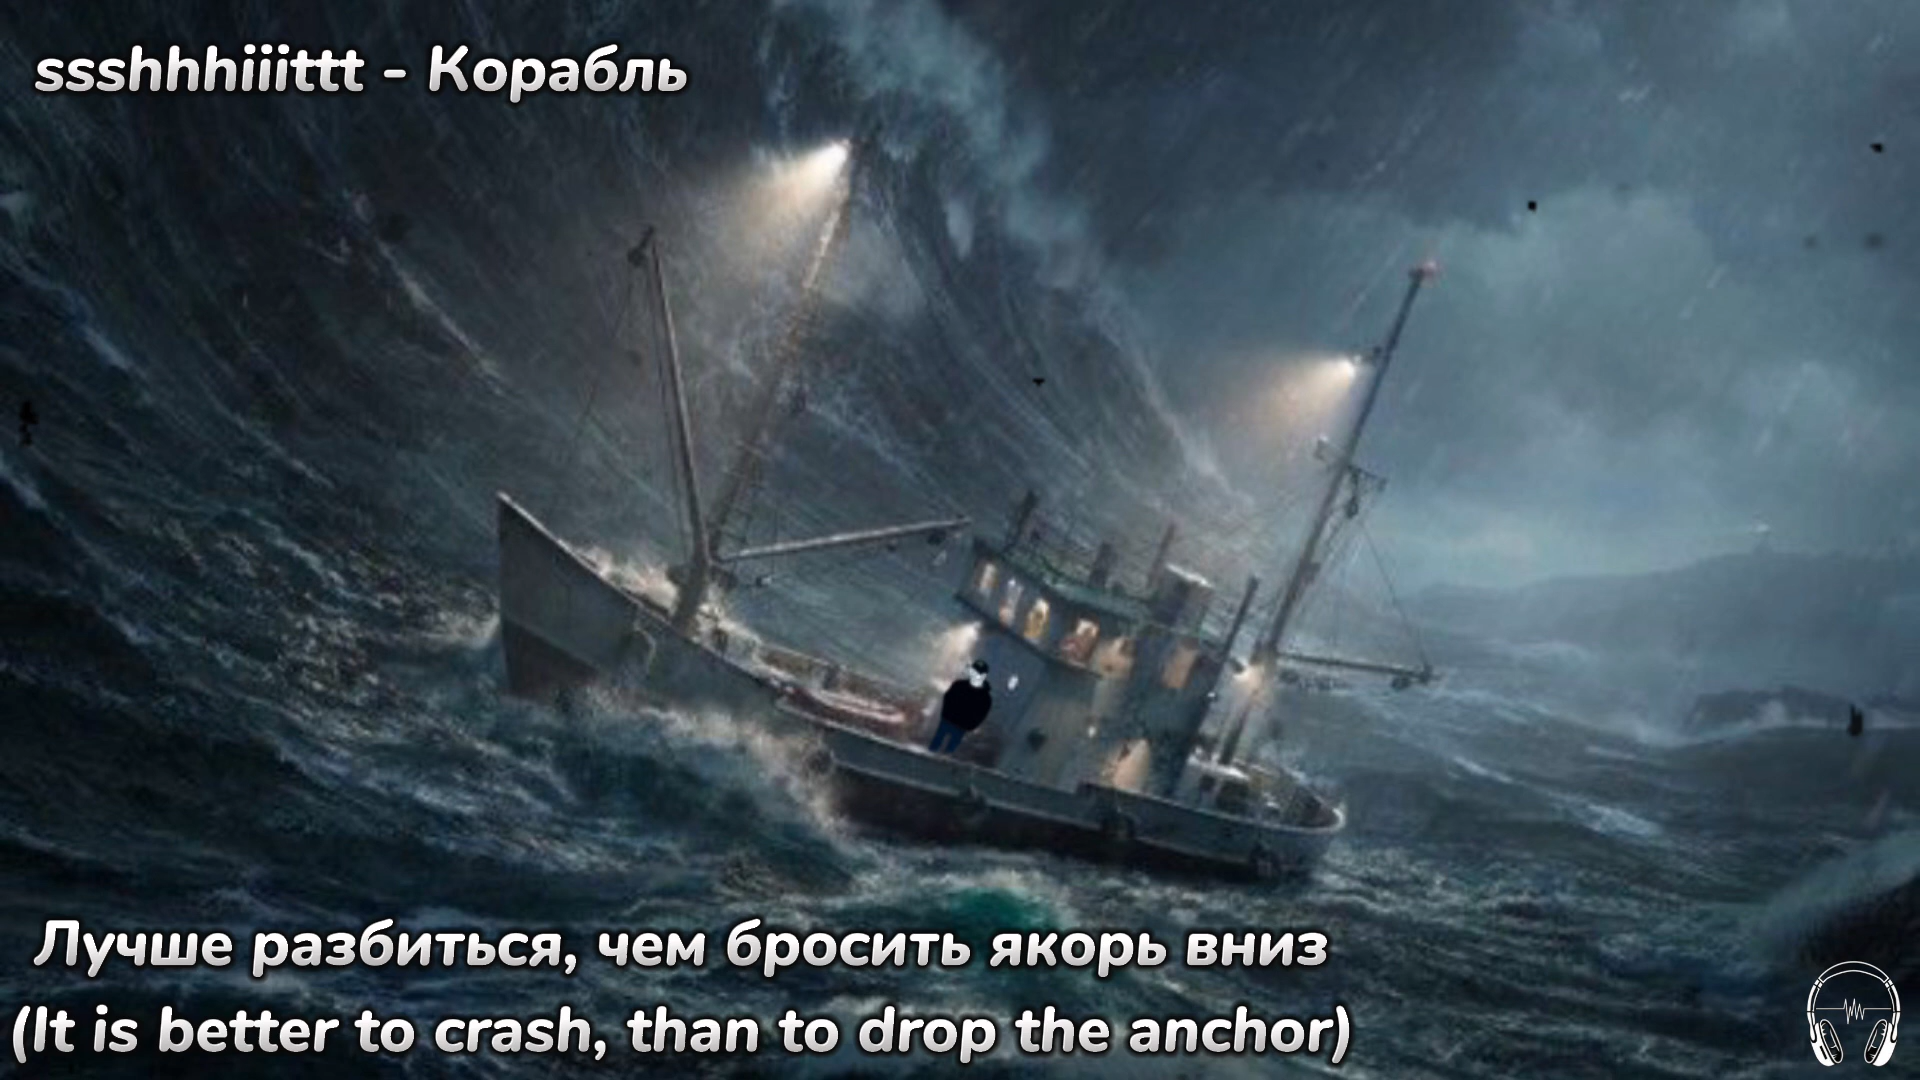 ssshhhiiittt - Корабль
Лучше разбиться, чем бросить якорь вниз
(It is better to crash, than to drop the anchor)